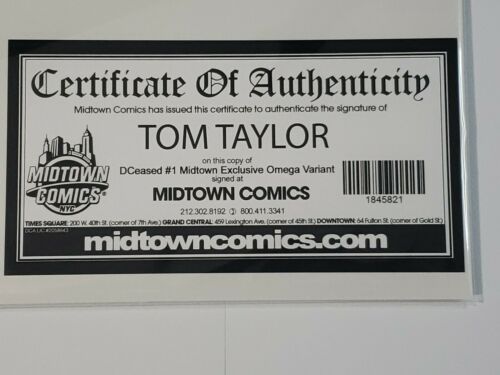 Certificate Of Authenticity
Midtown Comics has issued this certificate to authenticate the signature of
TOM TAYLOR
on this copy of
DCeased #1 Midtown Exclusive Omega Variant
signed at
MIDTOWN COMICS
212.302.8192 800.411.3341
MIDTOWN
COMICS
NYC
1845821
TIMES SQUARE: 200 W. 40th St. (corner of 7th Ave.) GRAND CENTRAL: 459 Lexington Ave. (corner of 45th St.) DOWNTOWN: 64 Fulton St. (corner of Gold St.)
midtowncomics.com